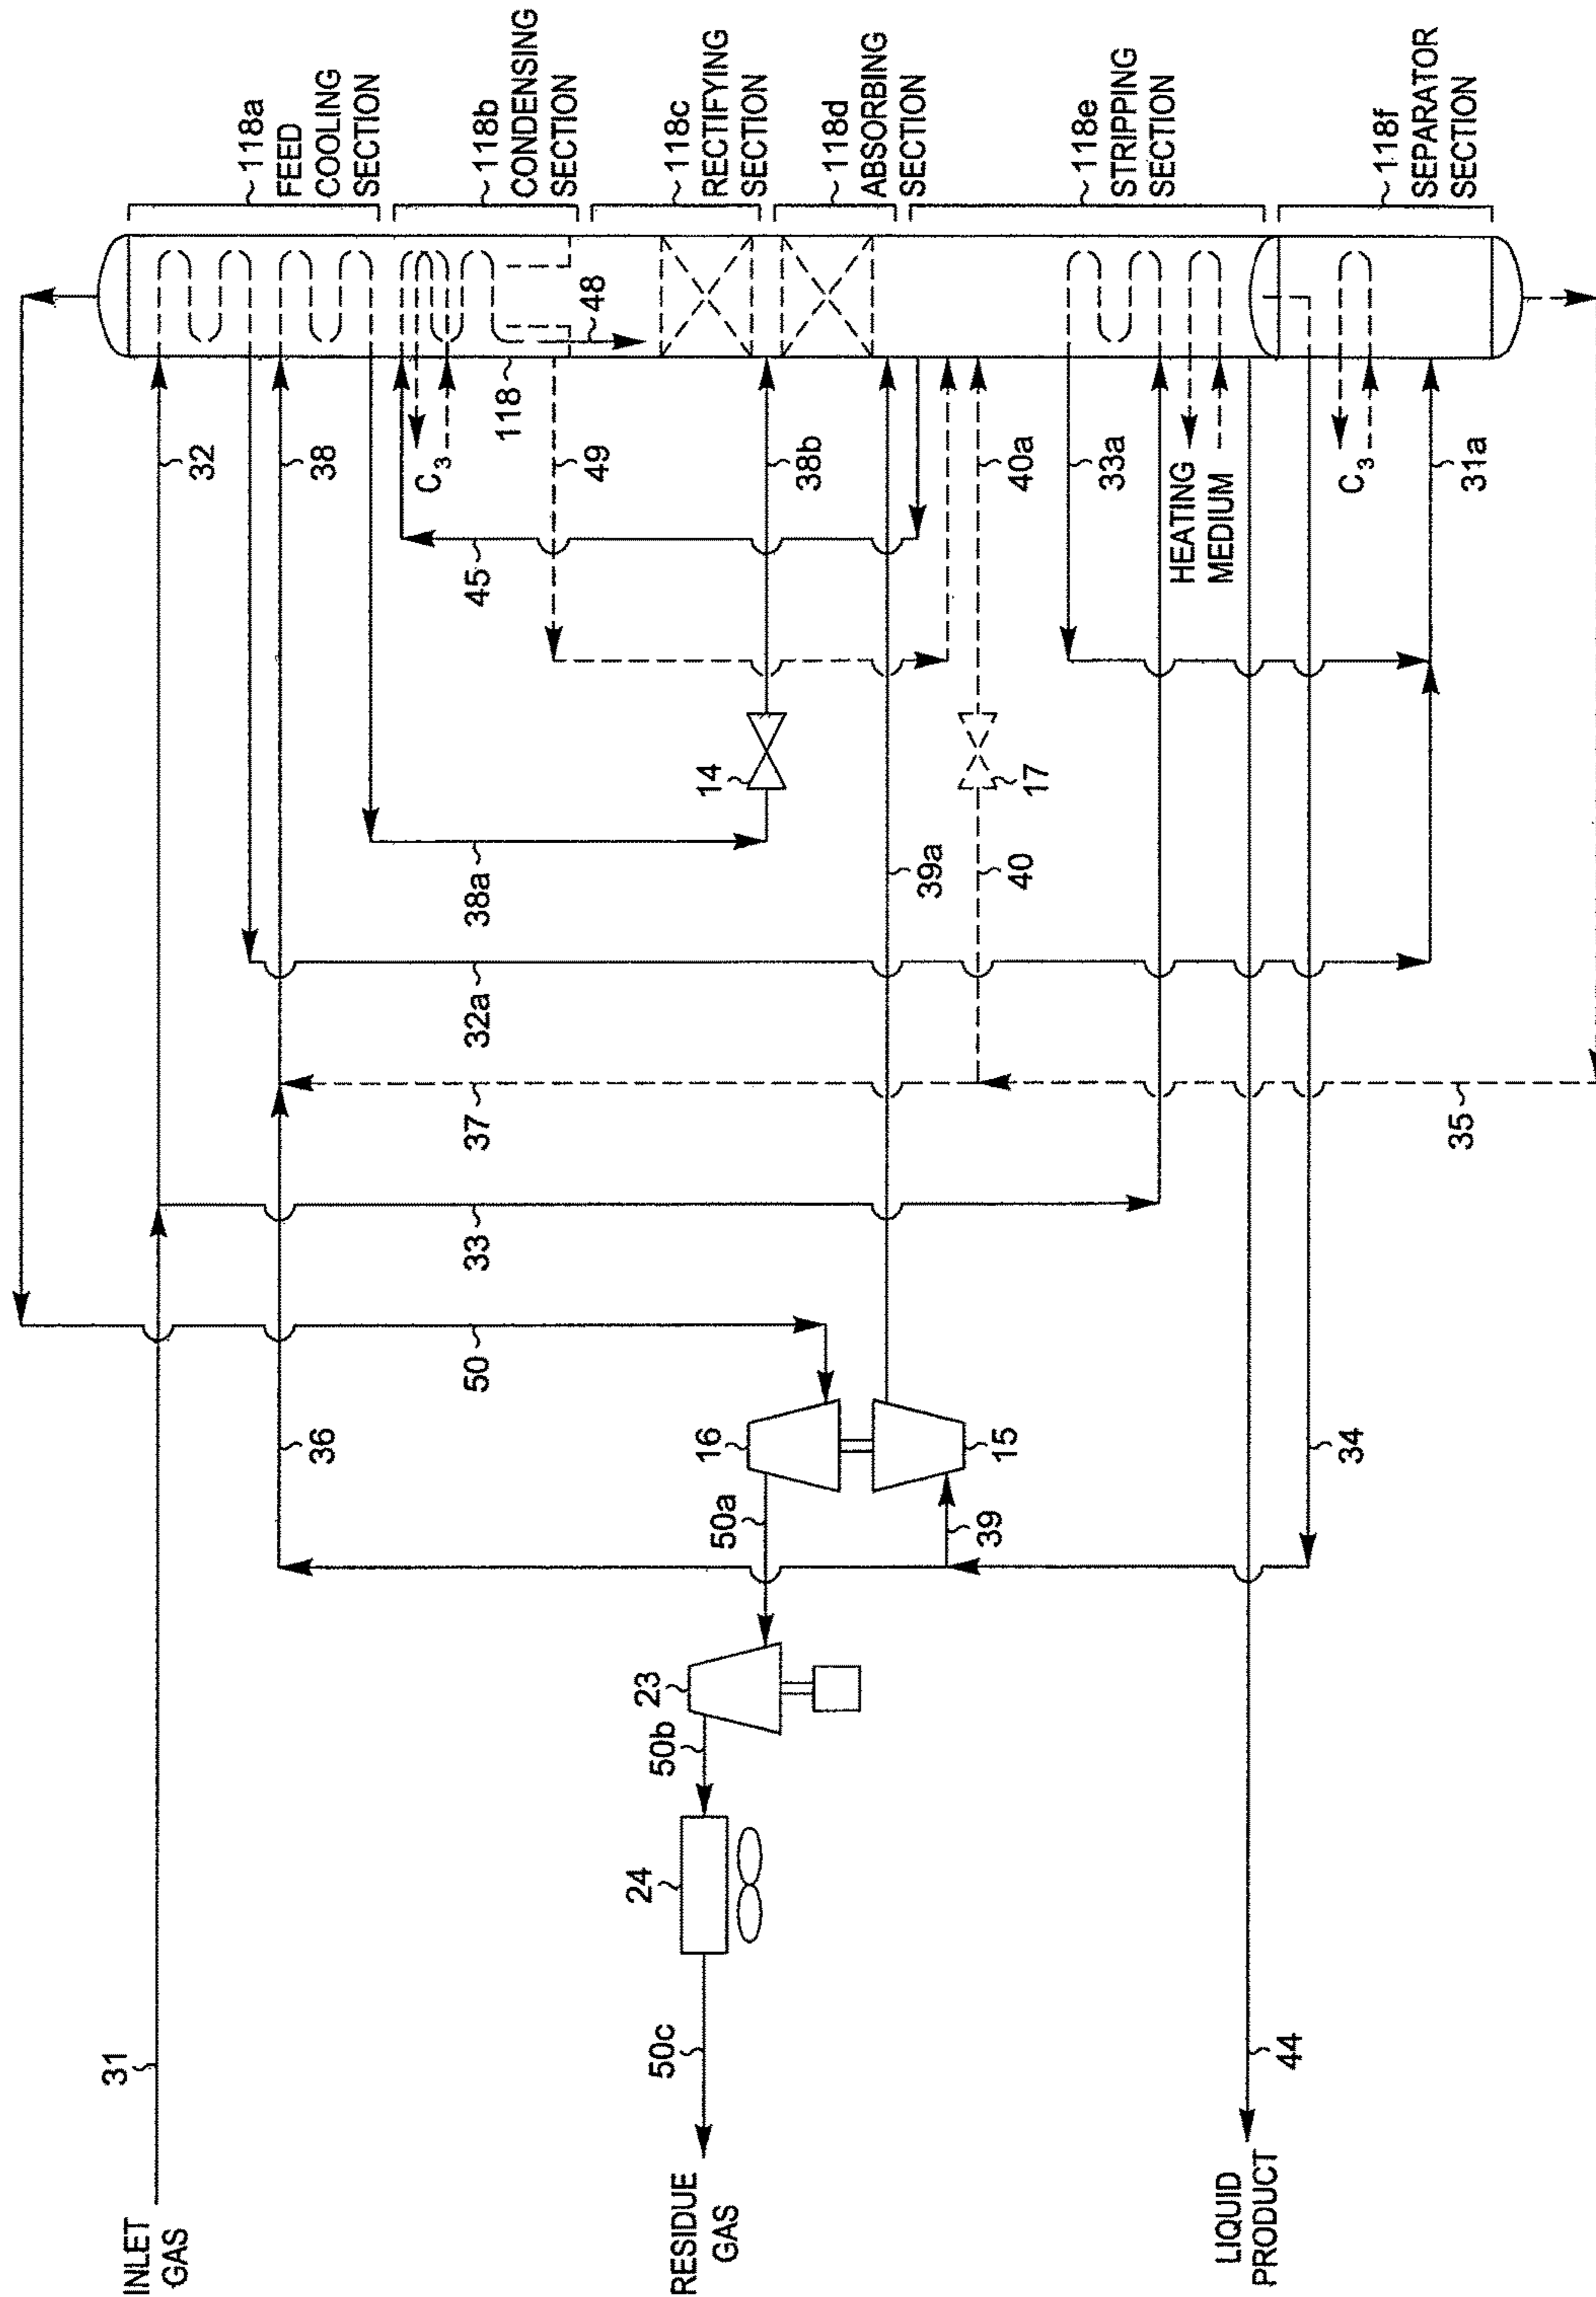 118a
FEED
COOLING
SECTION
118b
CONDENSING
SECTION
118c
RECTIFYING
SECTION
118d
ABSORBING
SECTION
118e
STRIPPING
SECTION
118f
SEPARATOR
SECTION
32
38
C3
118
48
49
38b
40a
33a
HEATING
MEDIUM
C3
31a
45
14
17
38a
39a
40
32a
37
35
33
50
36
16
15
34
50a
39
23
50b
24
31
50c
44
INLET
GAS
RESIDUE
GAS
LIQUID
PRODUCT